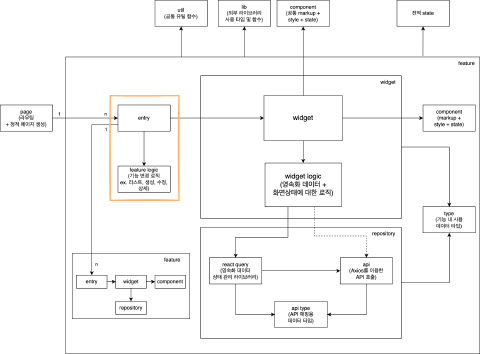 util
(공통 유틸 함수)
lib
(외부 라이브러리
사용 타입 및 함수)
component
(공통 markup +
style + state)
전역 state
feature
widget
page
(라우팅
+ 정적 페이지 생성)
1
n
entry
widget
component
(markup +
style + state)
1
feature logic
(기능 변경 로직
ex. 리스트, 생성, 수정,
상세)
widget logic
(영속화 데이터 +
화면상태에 대한 로직)
type
(기능 내 사용
데이터 타입)
repository
n
feature
react query
(영속화 데이터
상태 관리 라이브러리)
api
(Axios를 이용한
API 호출)
entry
widget
component
repository
api type
(API 매핑용
데이터 타입)